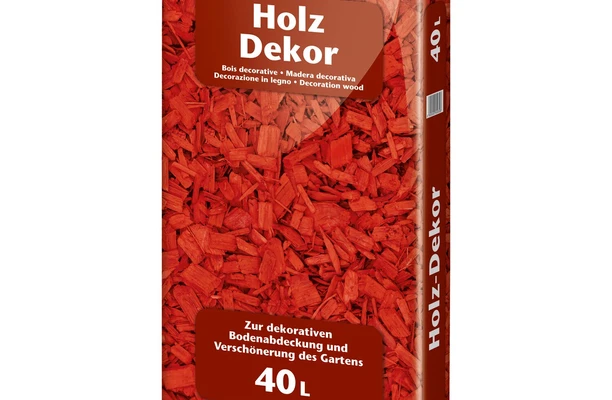 Holz
Dekor
Bois decorative • Madera decorativa
Decorazione in legno • Decoration wood
Zur dekorativen
Bodenabdeckung und
Verschönerung des Gartens
40 L
40 L
Holz-Dekor